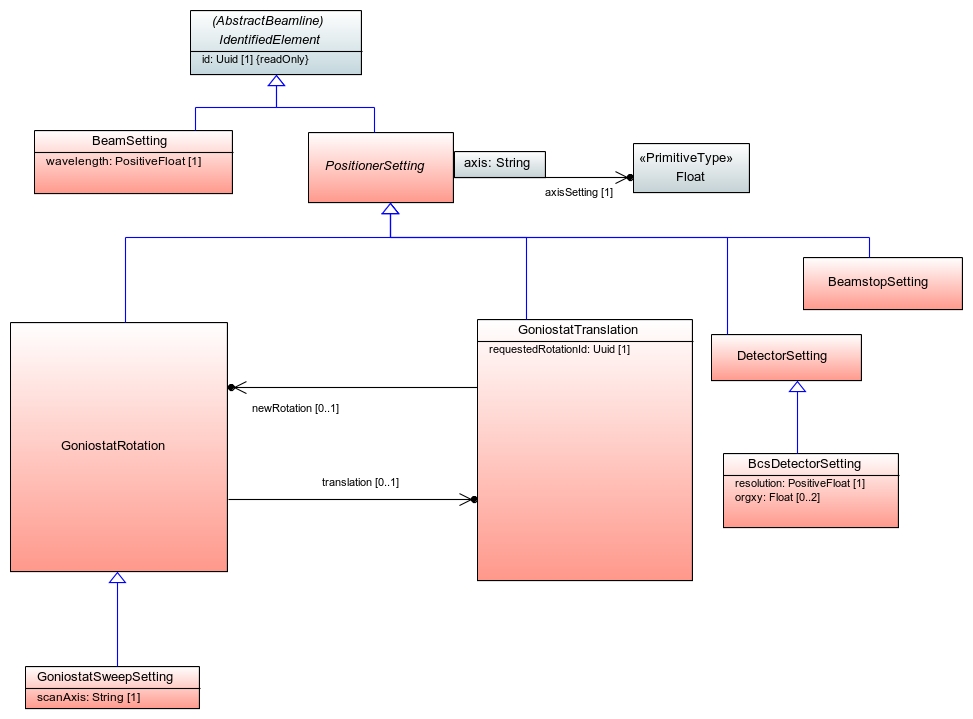 (AbstractBeamline)
IdentifiedElement
id: Uuid [1] {readOnly}
BeamSetting
wavelength: PositiveFloat [1]
PositionerSetting
axis: String
axisSetting [1]
«PrimitiveType»
Float
BeamstopSetting
GoniostatTranslation
requestedRotationId: Uuid [1]
DetectorSetting
newRotation [0..1]
GoniostatRotation
translation [0..1]
BcsDetectorSetting
resolution: PositiveFloat [1]
orgxy: Float [0..2]
GoniostatSweepSetting
scanAxis: String [1]